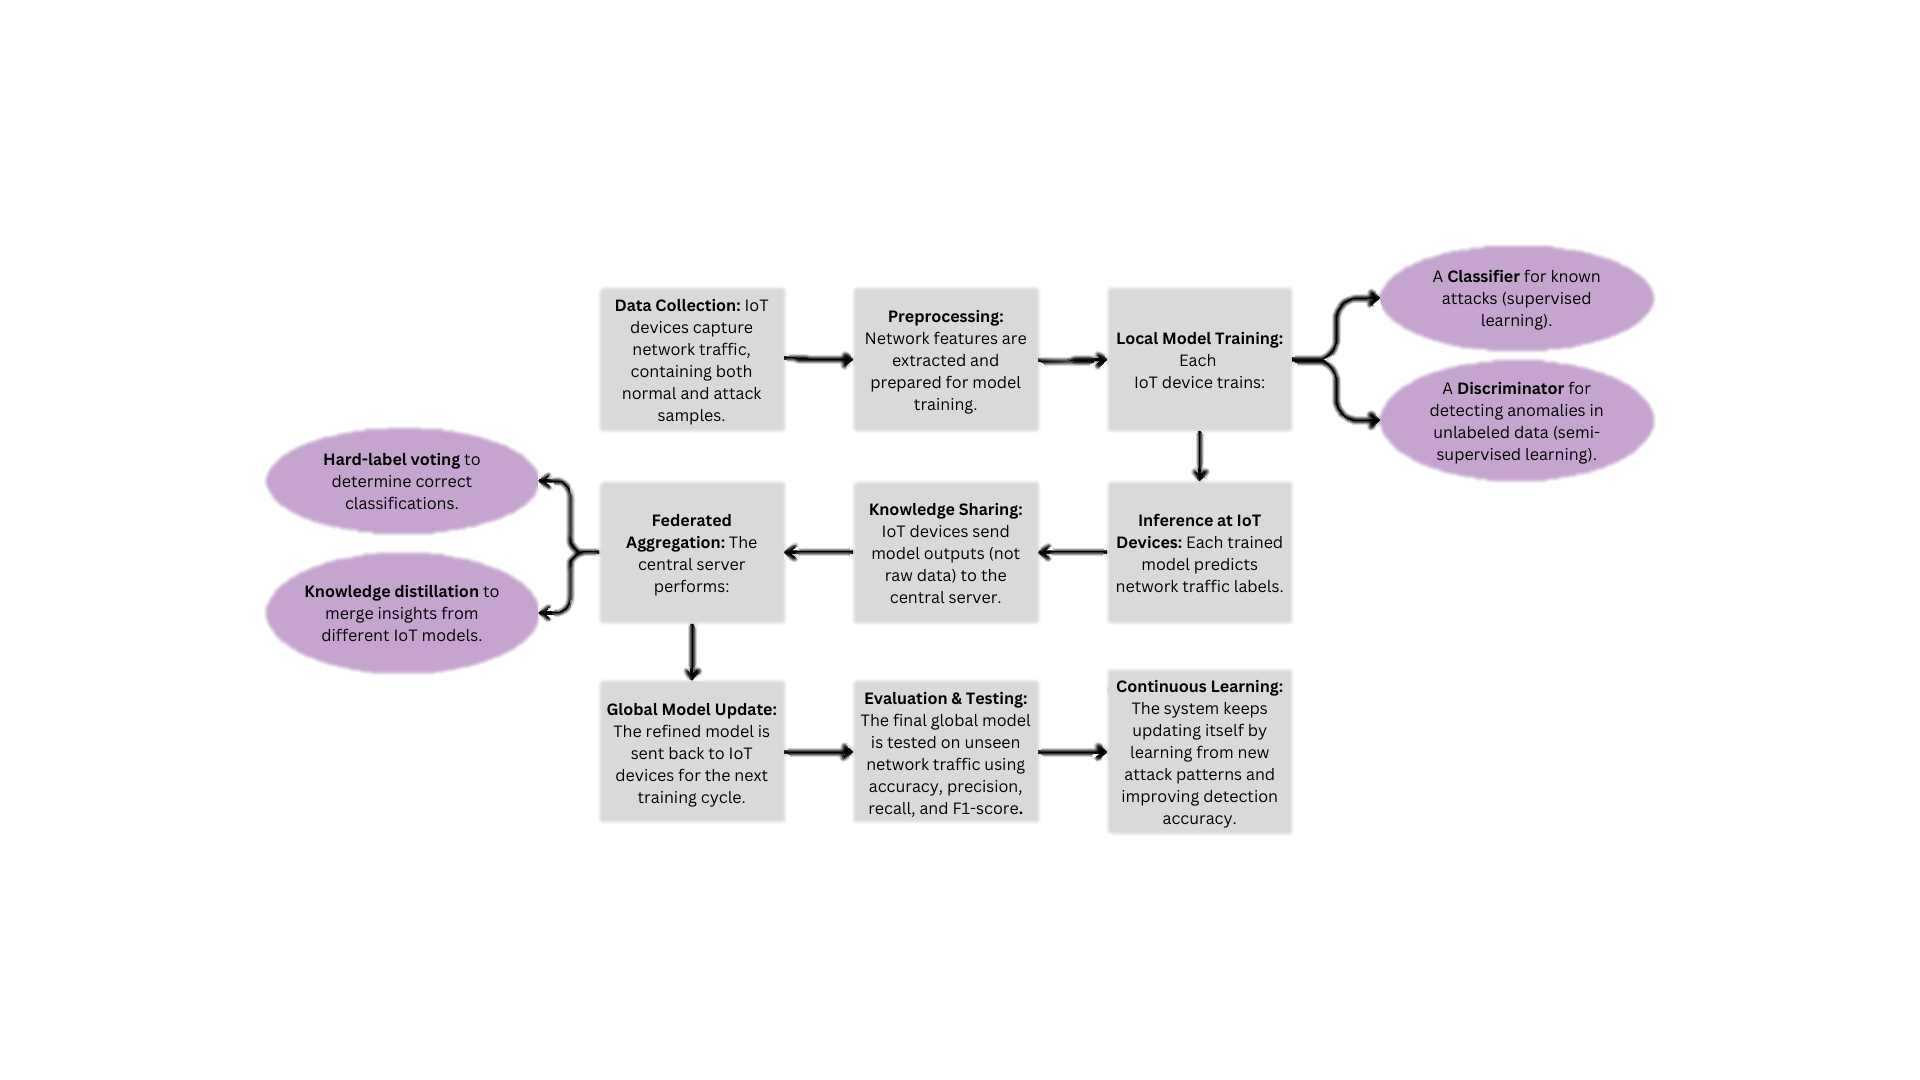 Data Collection: IoT
devices capture
network traffic,
containing both
normal and attack
samples.
Preprocessing:
Network features are
extracted and
prepared for model
training.
Local Model Training:
Each
IoT device trains:
A Classifier for known
attacks (supervised
learning).
A Discriminator for
detecting anomalies in
unlabeled data (semi-
supervised learning).
Inference at IoT
Devices: Each trained
model predicts
network traffic labels.
Knowledge Sharing:
IoT devices send
model outputs (not
raw data) to the
central server.
Federated
Aggregation: The
central server
performs:
Hard-label voting to
determine correct
classifications.
Knowledge distillation to
merge insights from
different IoT models.
Global Model Update:
The refined model is
sent back to IoT
devices for the next
training cycle.
Evaluation & Testing:
The final global model
is tested on unseen
network traffic using
accuracy, precision,
recall, and F1-score.
Continuous Learning:
The system keeps
updating itself by
learning from new
attack patterns and
improving detection
accuracy.